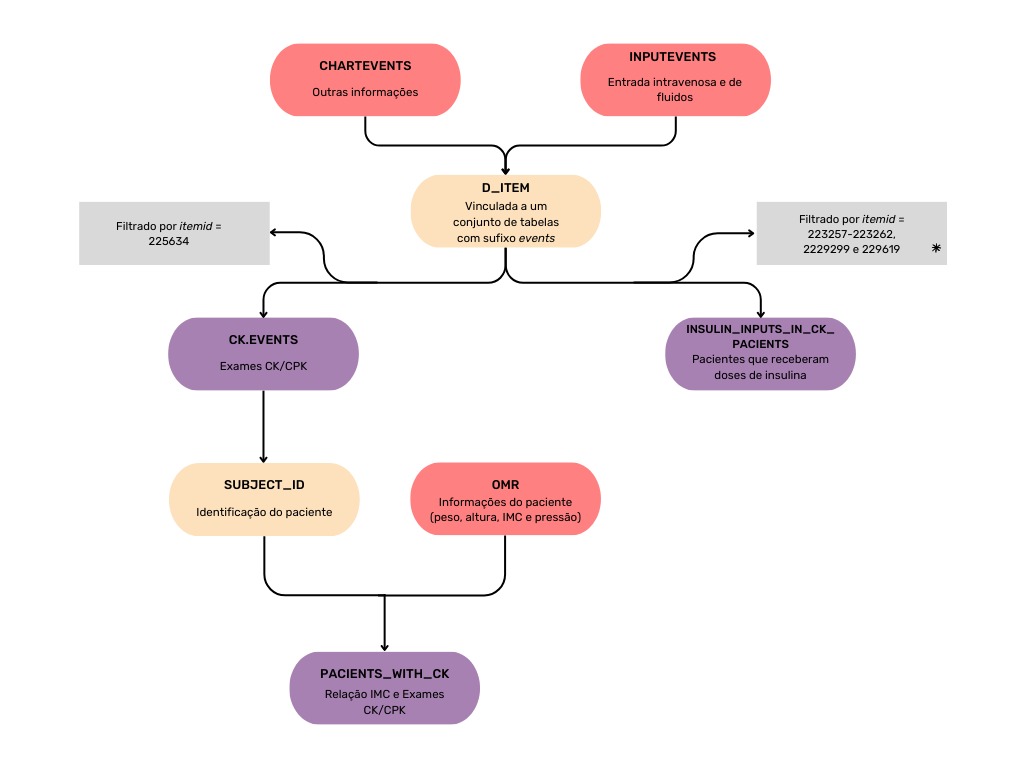 CHARTEVENTS
Outras informações
INPUTEVENTS
Entrada intravenosa e de
fluidos
D_ITEM
Vinculada a um
conjunto de tabelas
com sufixo events
Filtrado por itemid =
225634
Filtrado por itemid =
223257-223262,
2229299 e 229619
*
CK.EVENTS
Exames CK/CPK
INSULIN_INPUTS_IN_CK_
PACIENTS
Pacientes que receberam
doses de insulina
SUBJECT_ID
Identificação do paciente
OMR
Informações do paciente
(peso, altura, IMC e pressão)
PACIENTS_WITH_CK
Relação IMC e Exames
CK/CPK